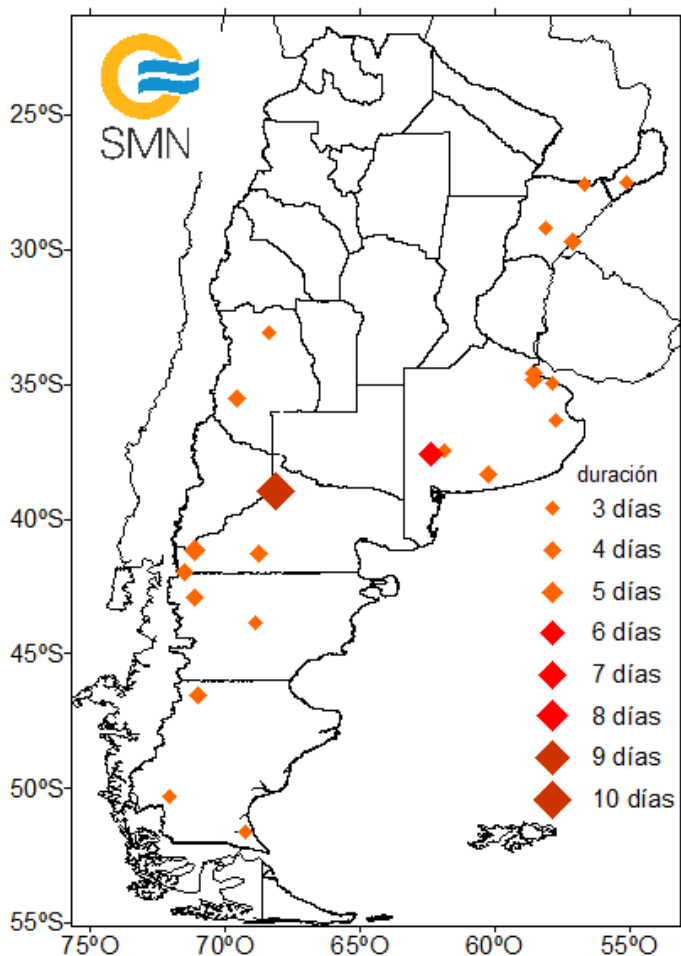 SMN
25ºS
30ºS
35ºS
40ºS
45ºS
50ºS
55ºS
75ºO 70ºO 65ºO 60ºO 55ºO
duración
3 días
4 días
5 días
6 días
7 días
8 días
9 días
10 días